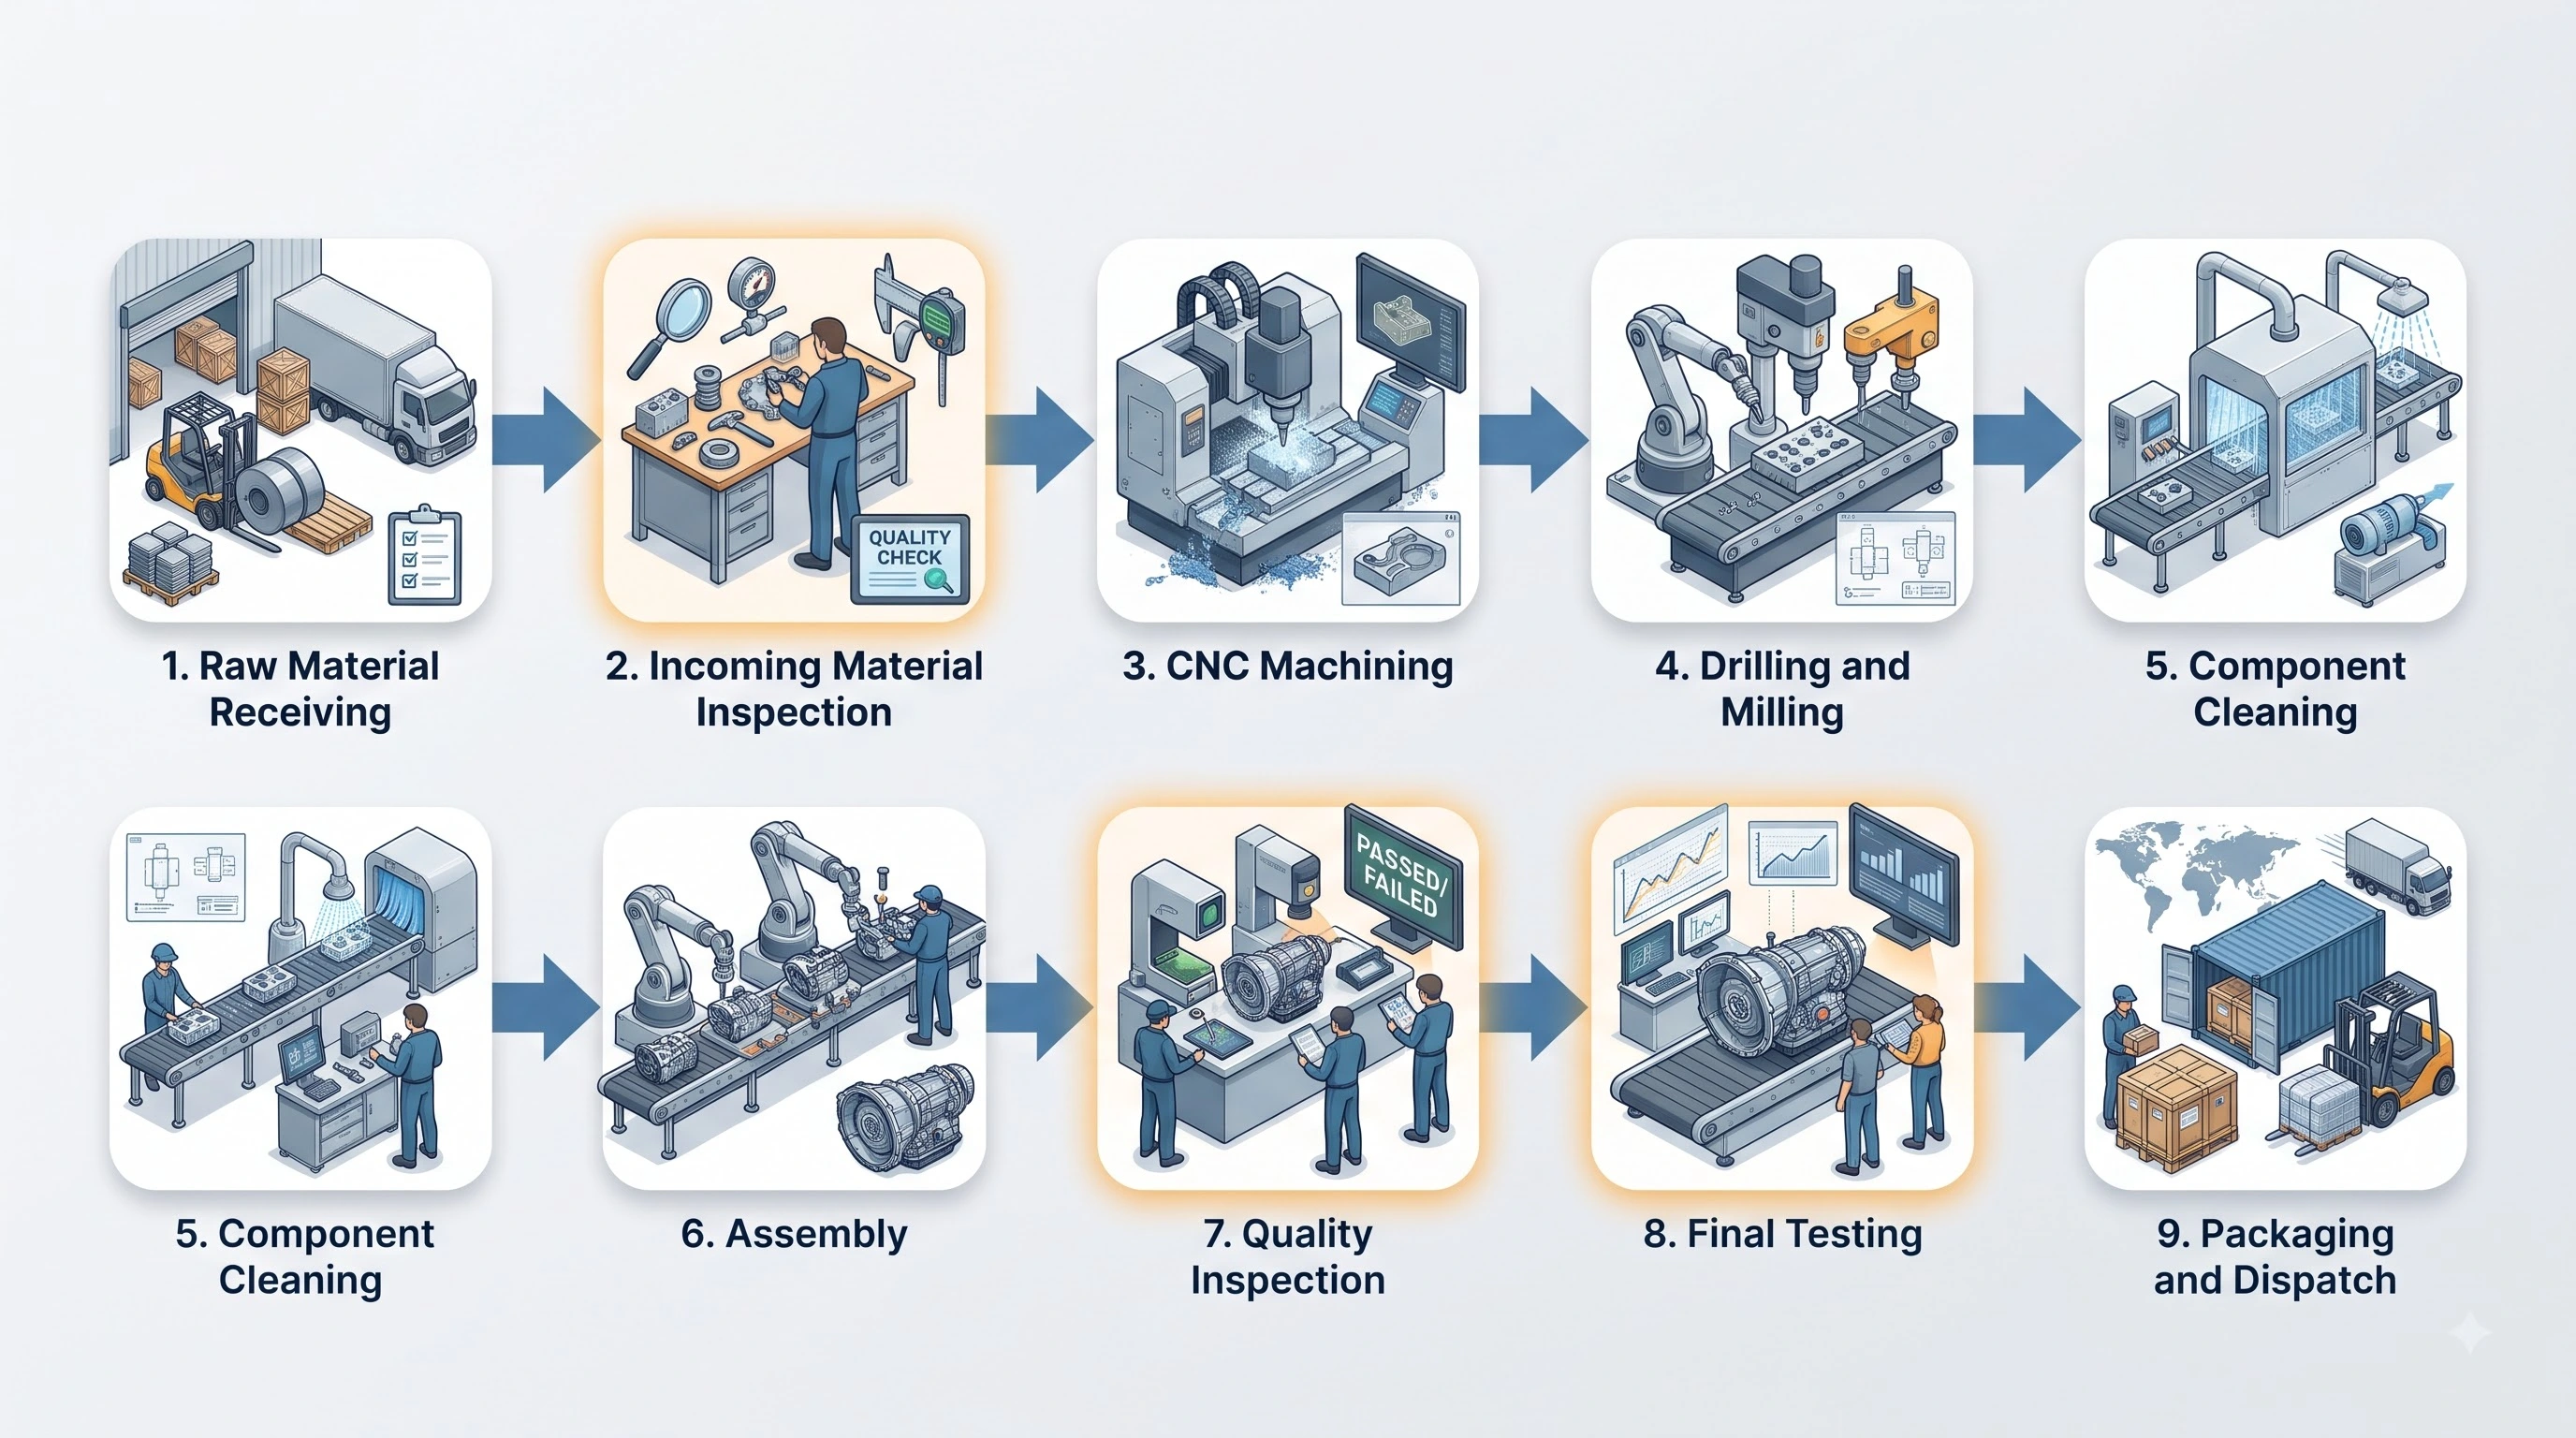 QUALITY
CHECK
1. Raw Material
Receiving
2. Incoming Material
Inspection
3. CNC Machining
4. Drilling and
Milling
5. Component
Cleaning
PASSED/
FAILED
5. Component
Cleaning
6. Assembly
7. Quality
Inspection
8. Final Testing
9. Packaging
and Dispatch